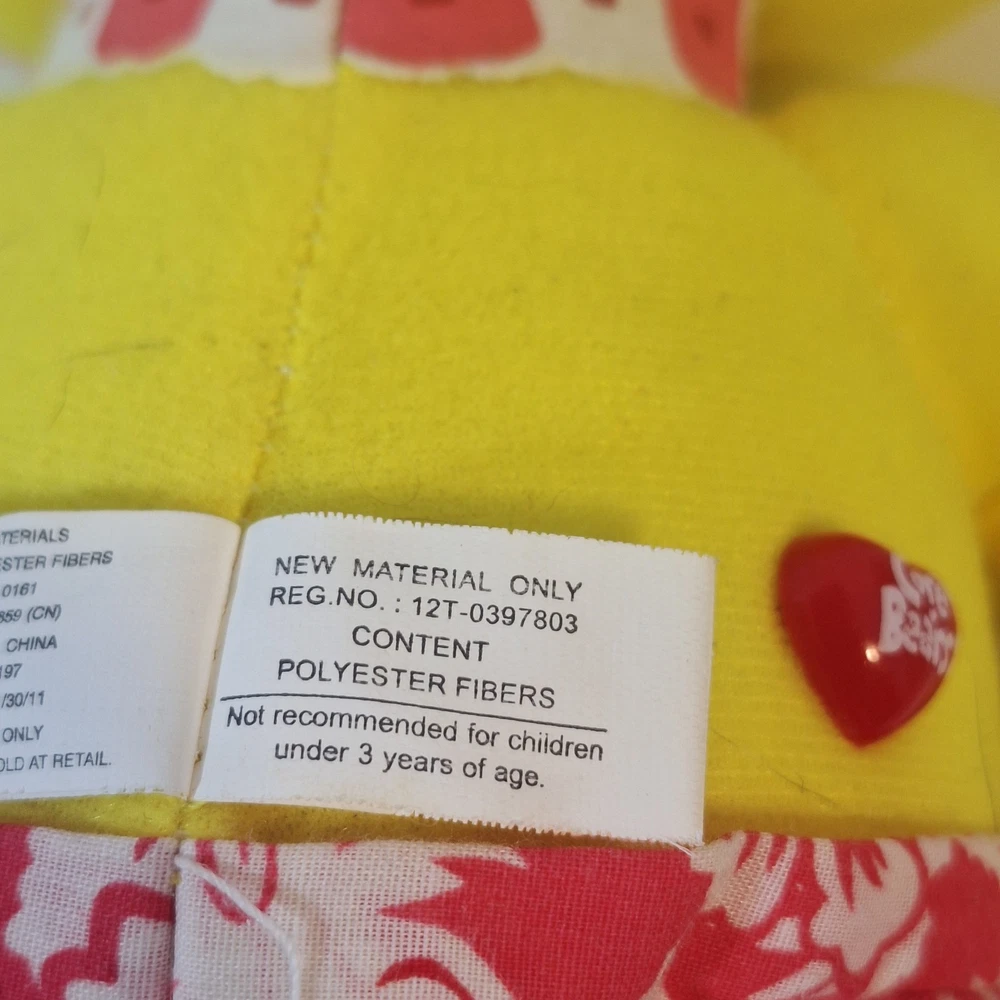 TERIALS
ESTER FIBERS
0161
859 (CN)
CHINA
197
/30/11
ONLY
OLD AT RETAIL.
NEW MATERIAL ONLY
REG.NO. : 12T-0397803
CONTENT
POLYESTER FIBERS
Not recommended for chiidren
under 3 years of age.
Care
Bears